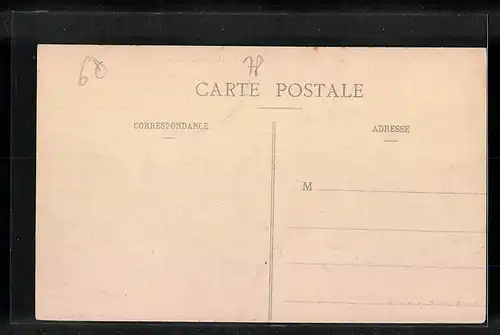 60
78
CARTE POSTALE
CORRESPONDANCE
ADRESSE
M